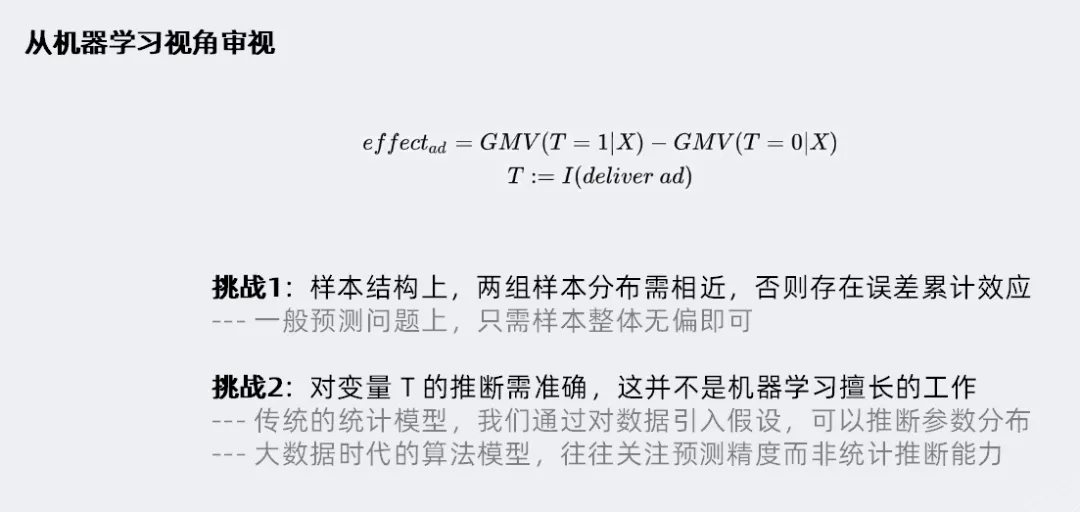 从机器学习视角审视
effect_ad = GMV(T = 1|X) − GMV(T = 0|X)
T := I(deliver ad)
挑战1：样本结构上，两组样本分布需相近，否则存在误差累计效应
--- 一般预测问题上，只需样本整体无偏即可
挑战2：对变量 T 的推断需准确，这并不是机器学习擅长的工作
--- 传统的统计模型，我们通过对数据引入假设，可以推断参数分布
--- 大数据时代的算法模型，往往关注预测精度而非统计推断能力